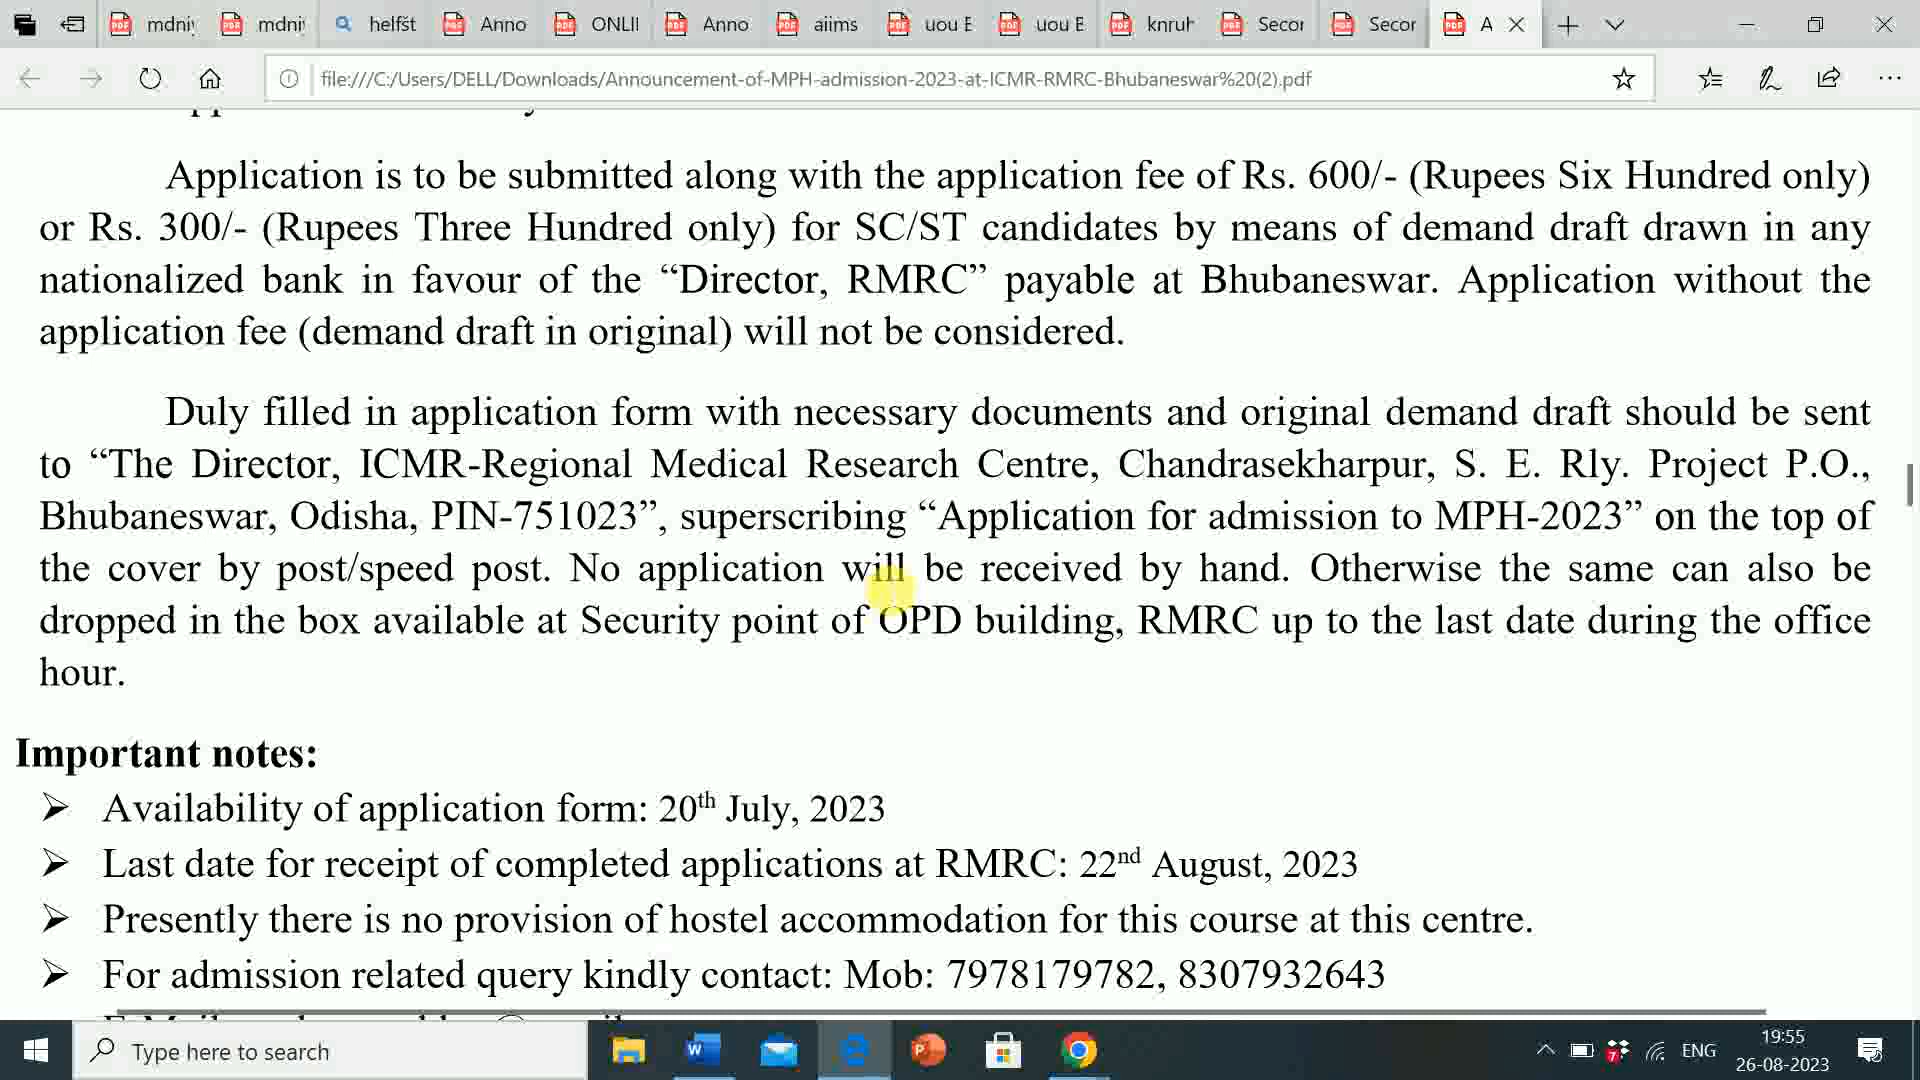 mdniy mdniy helfst Anno ONLII Anno aiims uou E uou E knruh Secor Secor A
file:///C:/Users/DELL/Downloads/Announcement-of-MPH-admission-2023-at-ICMR-RMRC-Bhubaneswar%20(2).pdf
Application is to be submitted along with the application fee of Rs. 600/- (Rupees Six Hundred only)
or Rs. 300/- (Rupees Three Hundred only) for SC/ST candidates by means of demand draft drawn in any
nationalized bank in favour of the “Director, RMRC” payable at Bhubaneswar. Application without the
application fee (demand draft in original) will not be considered.
Duly filled in application form with necessary documents and original demand draft should be sent
to “The Director, ICMR-Regional Medical Research Centre, Chandrasekharpur, S. E. Rly. Project P.O.,
Bhubaneswar, Odisha, PIN-751023”, superscribing “Application for admission to MPH-2023” on the top of
the cover by post/speed post. No application will be received by hand. Otherwise the same can also be
dropped in the box available at Security point of OPD building, RMRC up to the last date during the office
hour.
Important notes:
➢ Availability of application form: 20th July, 2023
➢ Last date for receipt of completed applications at RMRC: 22nd August, 2023
➢ Presently there is no provision of hostel accommodation for this course at this centre.
➢ For admission related query kindly contact: Mob: 7978179782, 8307932643
Type here to search
ENG
19:55
26-08-2023